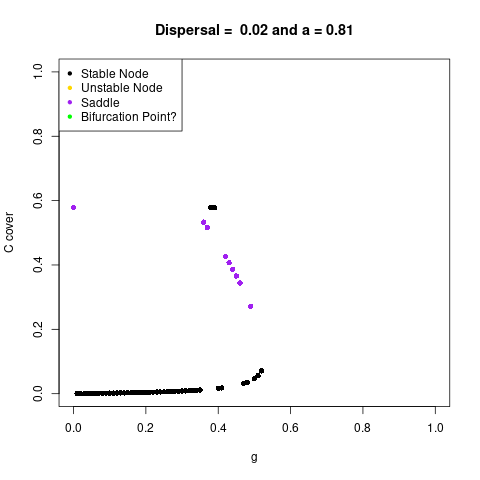 Dispersal =  0.02 and a = 0.81
Stable Node
Unstable Node
Saddle
Bifurcation Point?
C cover
1.0
0.8
0.6
0.4
0.2
0.0
0.0 0.2 0.4 0.6 0.8 1.0
g